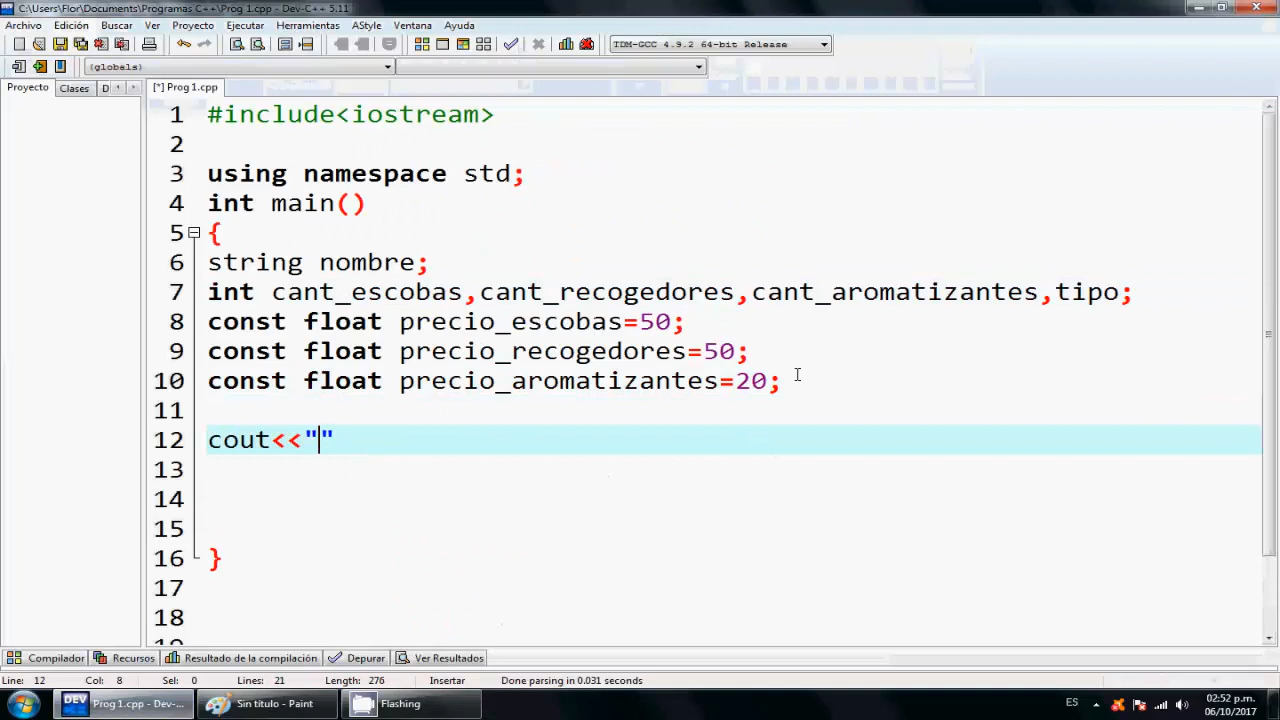 C:\Users\Flor\Documents\Programas C++\Prog 1.cpp - Dev-C++ 5.11
Archivo Edición Buscar Ver Proyecto Ejecutar Herramientas AStyle Ventana Ayuda
TDM-GCC 4.9.2 64-bit Release
(globals)
Proyecto Clases D [*] Prog 1.cpp
1 #include<iostream>
2
3 using namespace std;
4 int main()
5 {
6 string nombre;
7 int cant_escobas,cant_recogedores,cant_aromatizantes,tipo;
8 const float precio_escobas=50;
9 const float precio_recogedores=50;
10 const float precio_aromatizantes=20;
11
12 cout<<""
13
14
15
16 }
17
18
Compilador Recursos Resultado de la compilación Depurar Ver Resultados
Line: 12 Col: 8 Sel: 0 Lines: 21 Length: 276 Insertar Done parsing in 0.031 seconds
DEV Prog 1.cpp - Dev-... Sin título - Paint Flashing ES 02:52 p.m.
06/10/2017